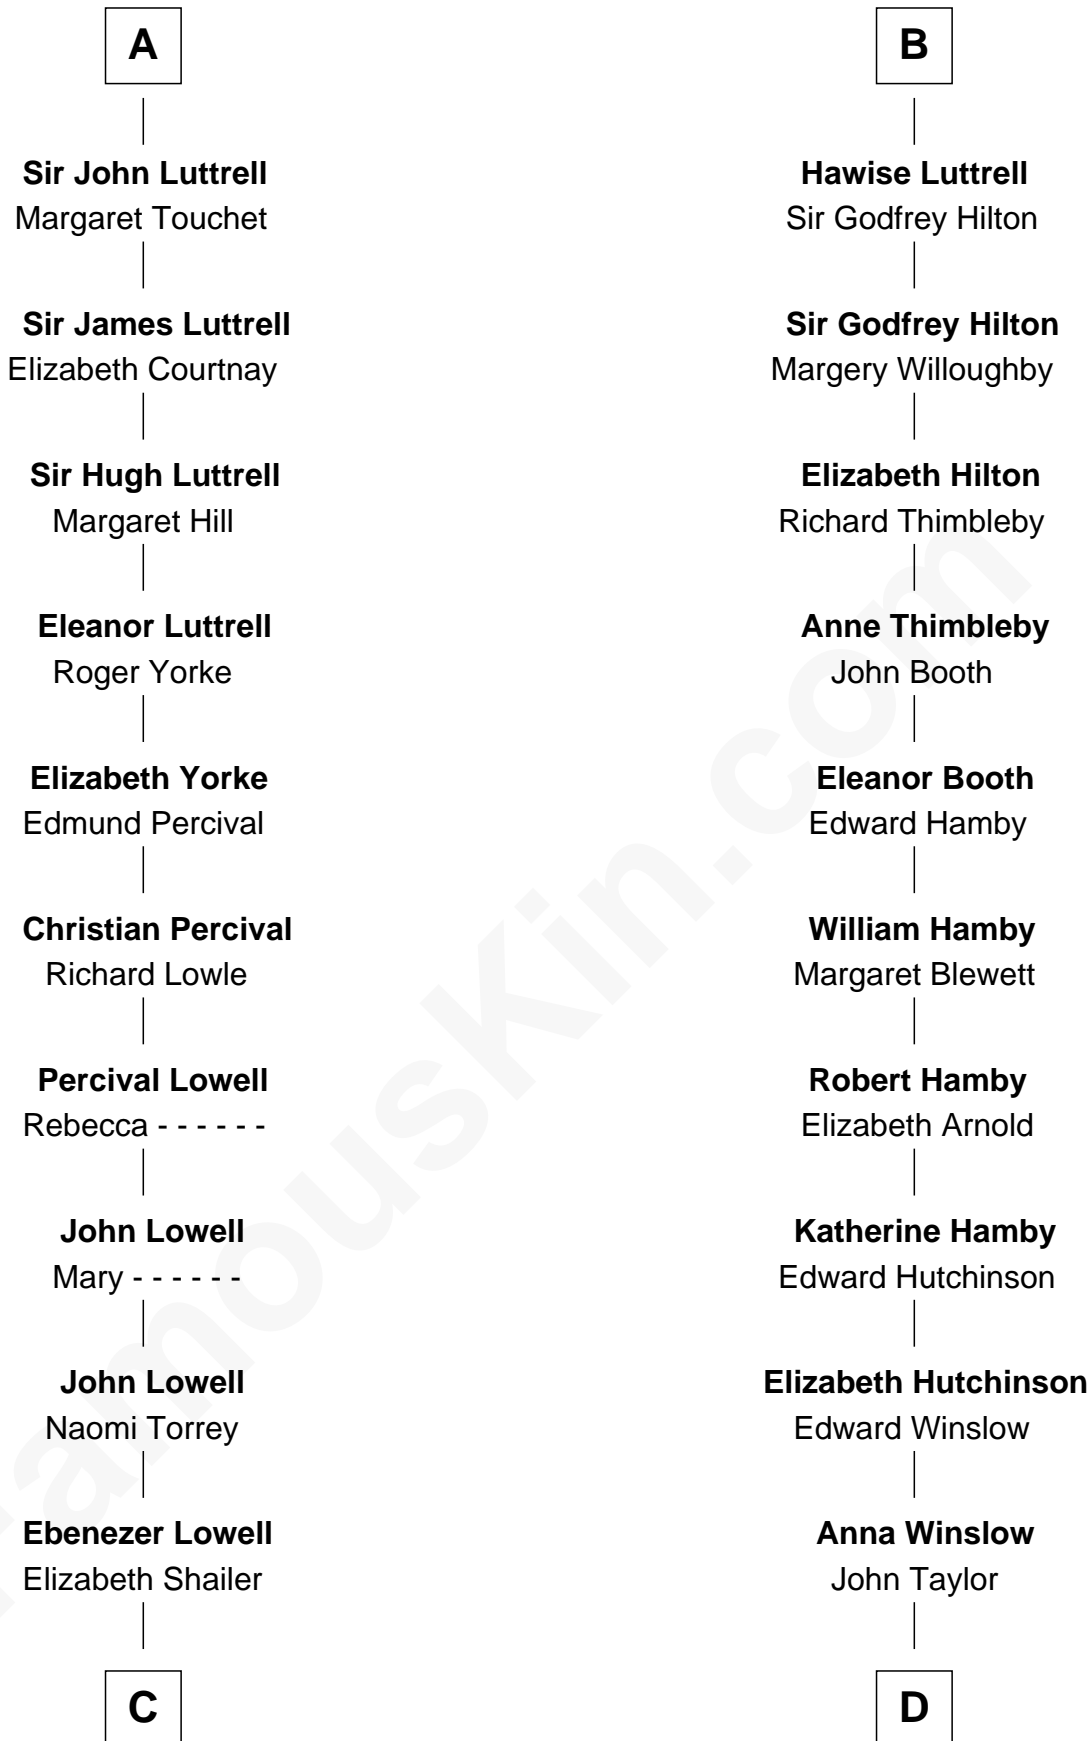 A
Sir John Luttrell
Margaret Touchet
Sir James Luttrell
Elizabeth Courtnay
Sir Hugh Luttrell
Margaret Hill
Eleanor Luttrell
Roger Yorke
Elizabeth Yorke
Edmund Percival
Christian Percival
Richard Lowle
Percival Lowell
Rebecca - - - - - -
John Lowell
Mary - - - - - -
John Lowell
Naomi Torrey
Ebenezer Lowell
Elizabeth Shailer
C
B
Hawise Luttrell
Sir Godfrey Hilton
Sir Godfrey Hilton
Margery Willoughby
Elizabeth Hilton
Richard Thimbleby
Anne Thimbleby
John Booth
Eleanor Booth
Edward Hamby
William Hamby
Margaret Blewett
Robert Hamby
Elizabeth Arnold
Katherine Hamby
Edward Hutchinson
Elizabeth Hutchinson
Edward Winslow
Anna Winslow
John Taylor
D
FamousKin.com